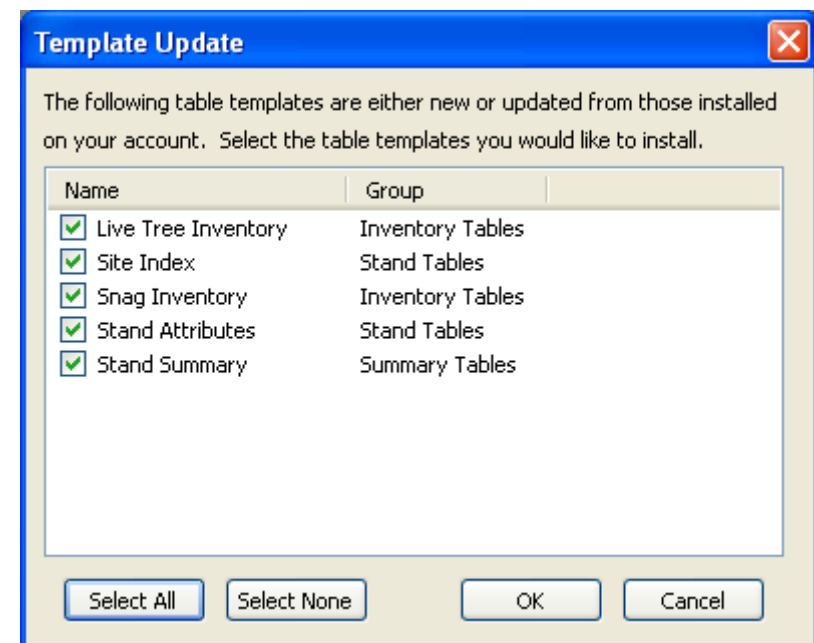 Template Update
The following table templates are either new or updated from those installed
on your account.  Select the table templates you would like to install.
Name Group
Live Tree Inventory Inventory Tables
Site Index Stand Tables
Snag Inventory Inventory Tables
Stand Attributes Stand Tables
Stand Summary Summary Tables
Select All Select None OK Cancel